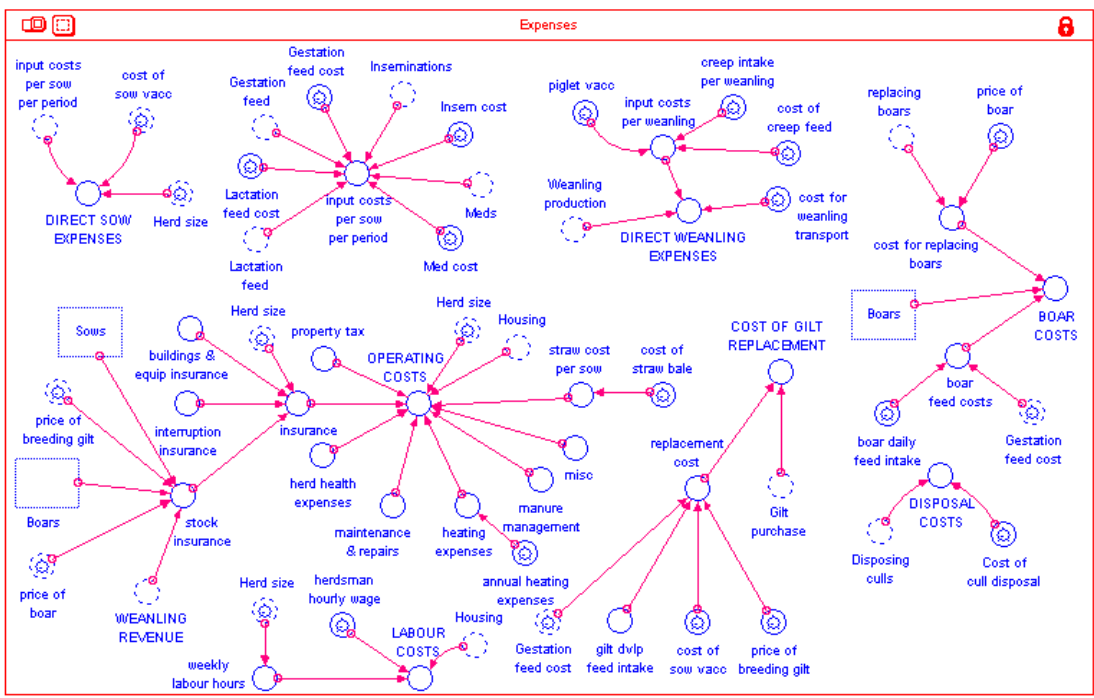 Expenses
input costs
per sow
per period
cost of
sow vacc
Herd size
DIRECT SOW
EXPENSES
Gestation
feed cost
Inseminations
Gestation
feed
Insem cost
Lactation
feed cost
input costs
per sow
per period
Meds
Lactation
feed
Med cost
piglet vacc
input costs
per weanling
creep intake
per weanling
cost of
creep feed
Weanling
production
cost for
weanling
transport
DIRECT WEANLING
EXPENSES
replacing
boars
price of
boar
cost for replacing
boars
Boars
BOAR
COSTS
boar
feed costs
boar daily
feed intake
Gestation
feed cost
Sows
buildings &
equip insurance
Herd size
property tax
OPERATING
COSTS
Herd size
Housing
straw cost
per sow
cost of
straw bale
COST OF GILT
REPLACEMENT
price of
breeding gilt
interruption
insurance
insurance
herd health
expenses
misc
manure
management
replacement
cost
Gilt
purchase
Boars
stock
insurance
maintenance
& repairs
heating
expenses
annual heating
expenses
DISPOSAL
COSTS
Disposing
culls
Cost of
cull disposal
price of
boar
WEANLING
REVENUE
Herd size
herdsman
hourly wage
Housing
LABOUR
COSTS
weekly
labour hours
Gestation
feed cost
gilt dvlp
feed intake
cost of
sow vacc
price of
breeding gilt